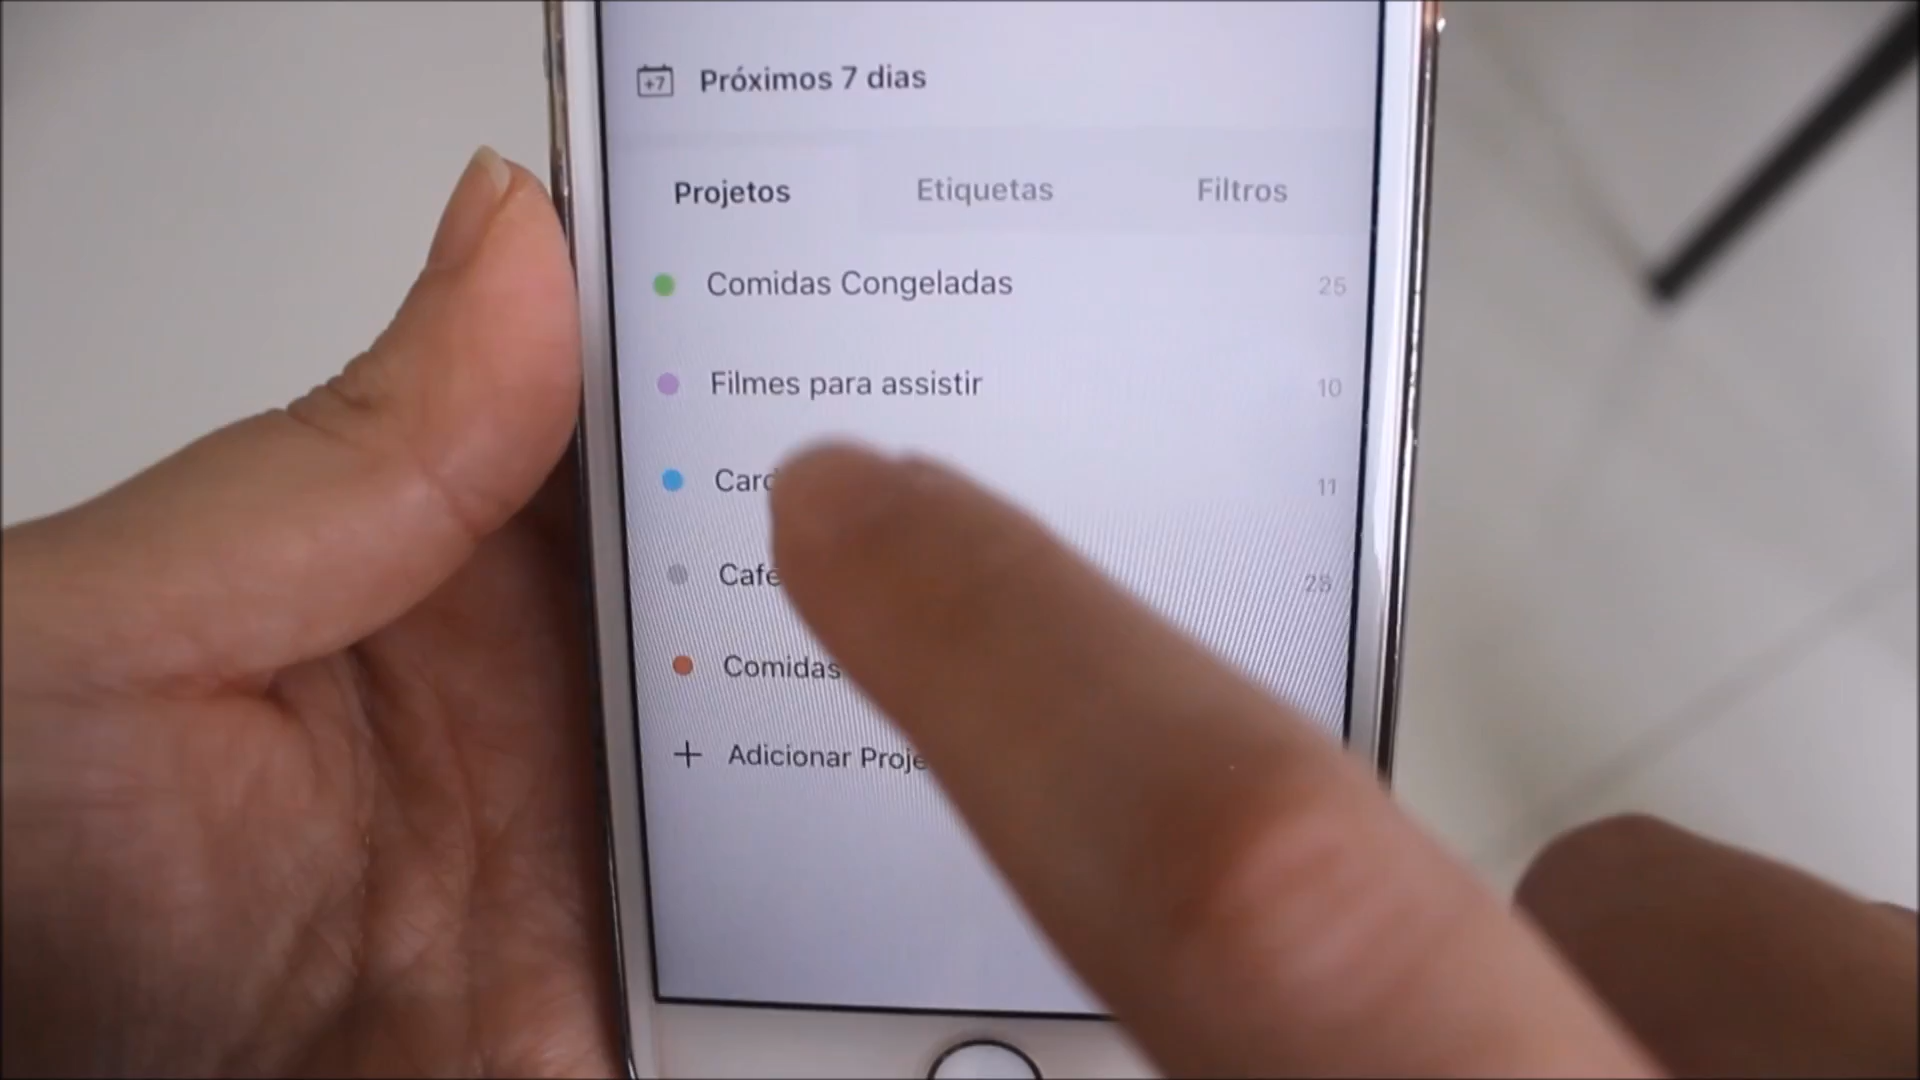 +7 Próximos 7 dias
Projetos Etiquetas Filtros
Comidas Congeladas 25
Filmes para assistir 10
Card 11
Cafe 28
Comidas
+ Adicionar Proje